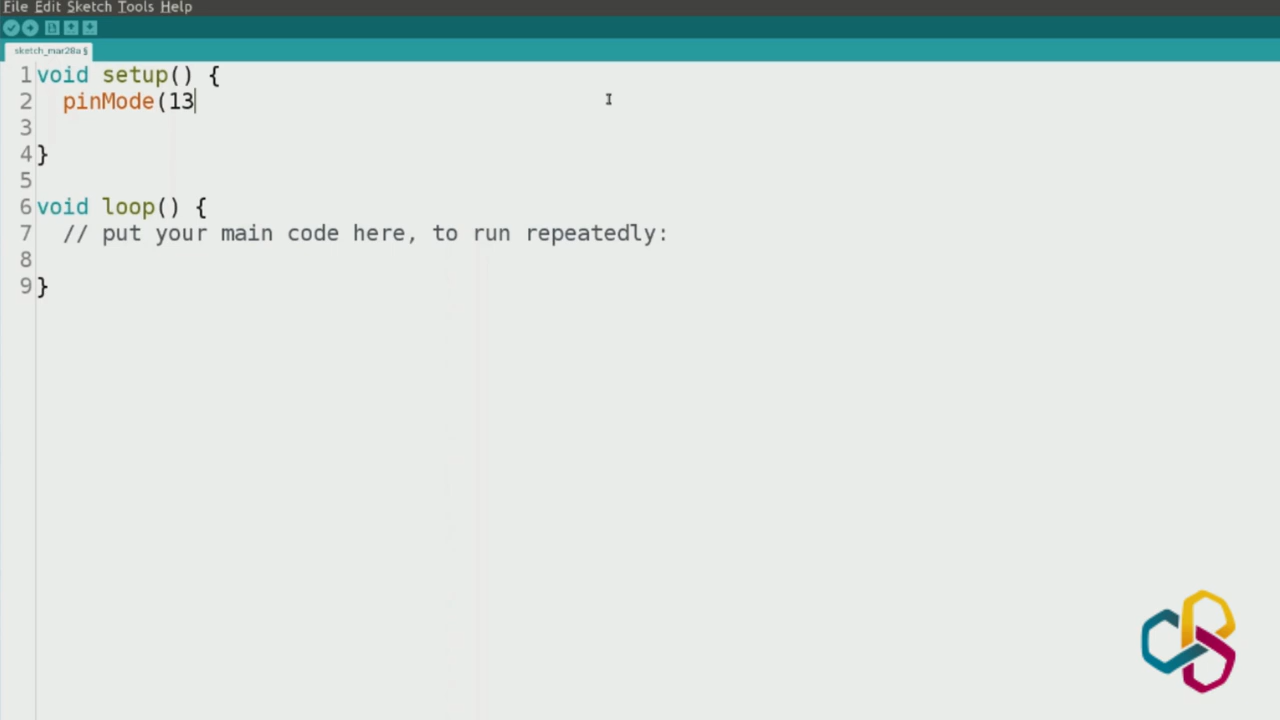 File Edit Sketch Tools Help
sketch_mar28a §
1 void setup() {
2   pinMode(13
3
4 }
5
6 void loop() {
7   // put your main code here, to run repeatedly:
8
9 }